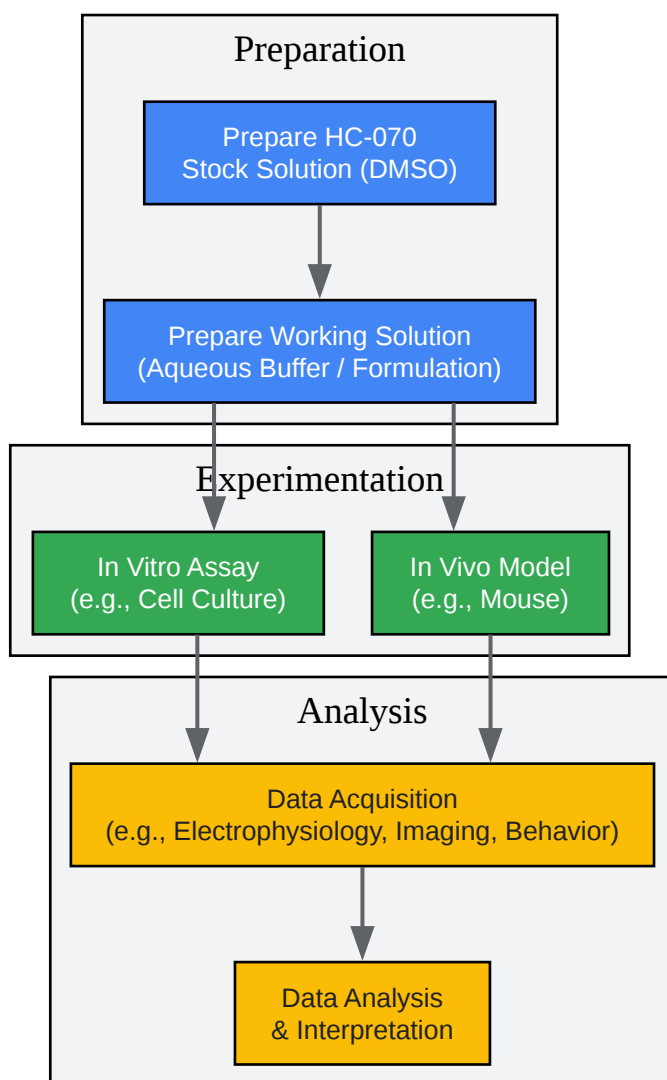 Preparation
Prepare HC-070
Stock Solution (DMSO)
Prepare Working Solution
(Aqueous Buffer / Formulation)
Experimentation
In Vitro Assay
(e.g., Cell Culture)
In Vivo Model
(e.g., Mouse)
Analysis
Data Acquisition
(e.g., Electrophysiology, Imaging, Behavior)
Data Analysis
& Interpretation